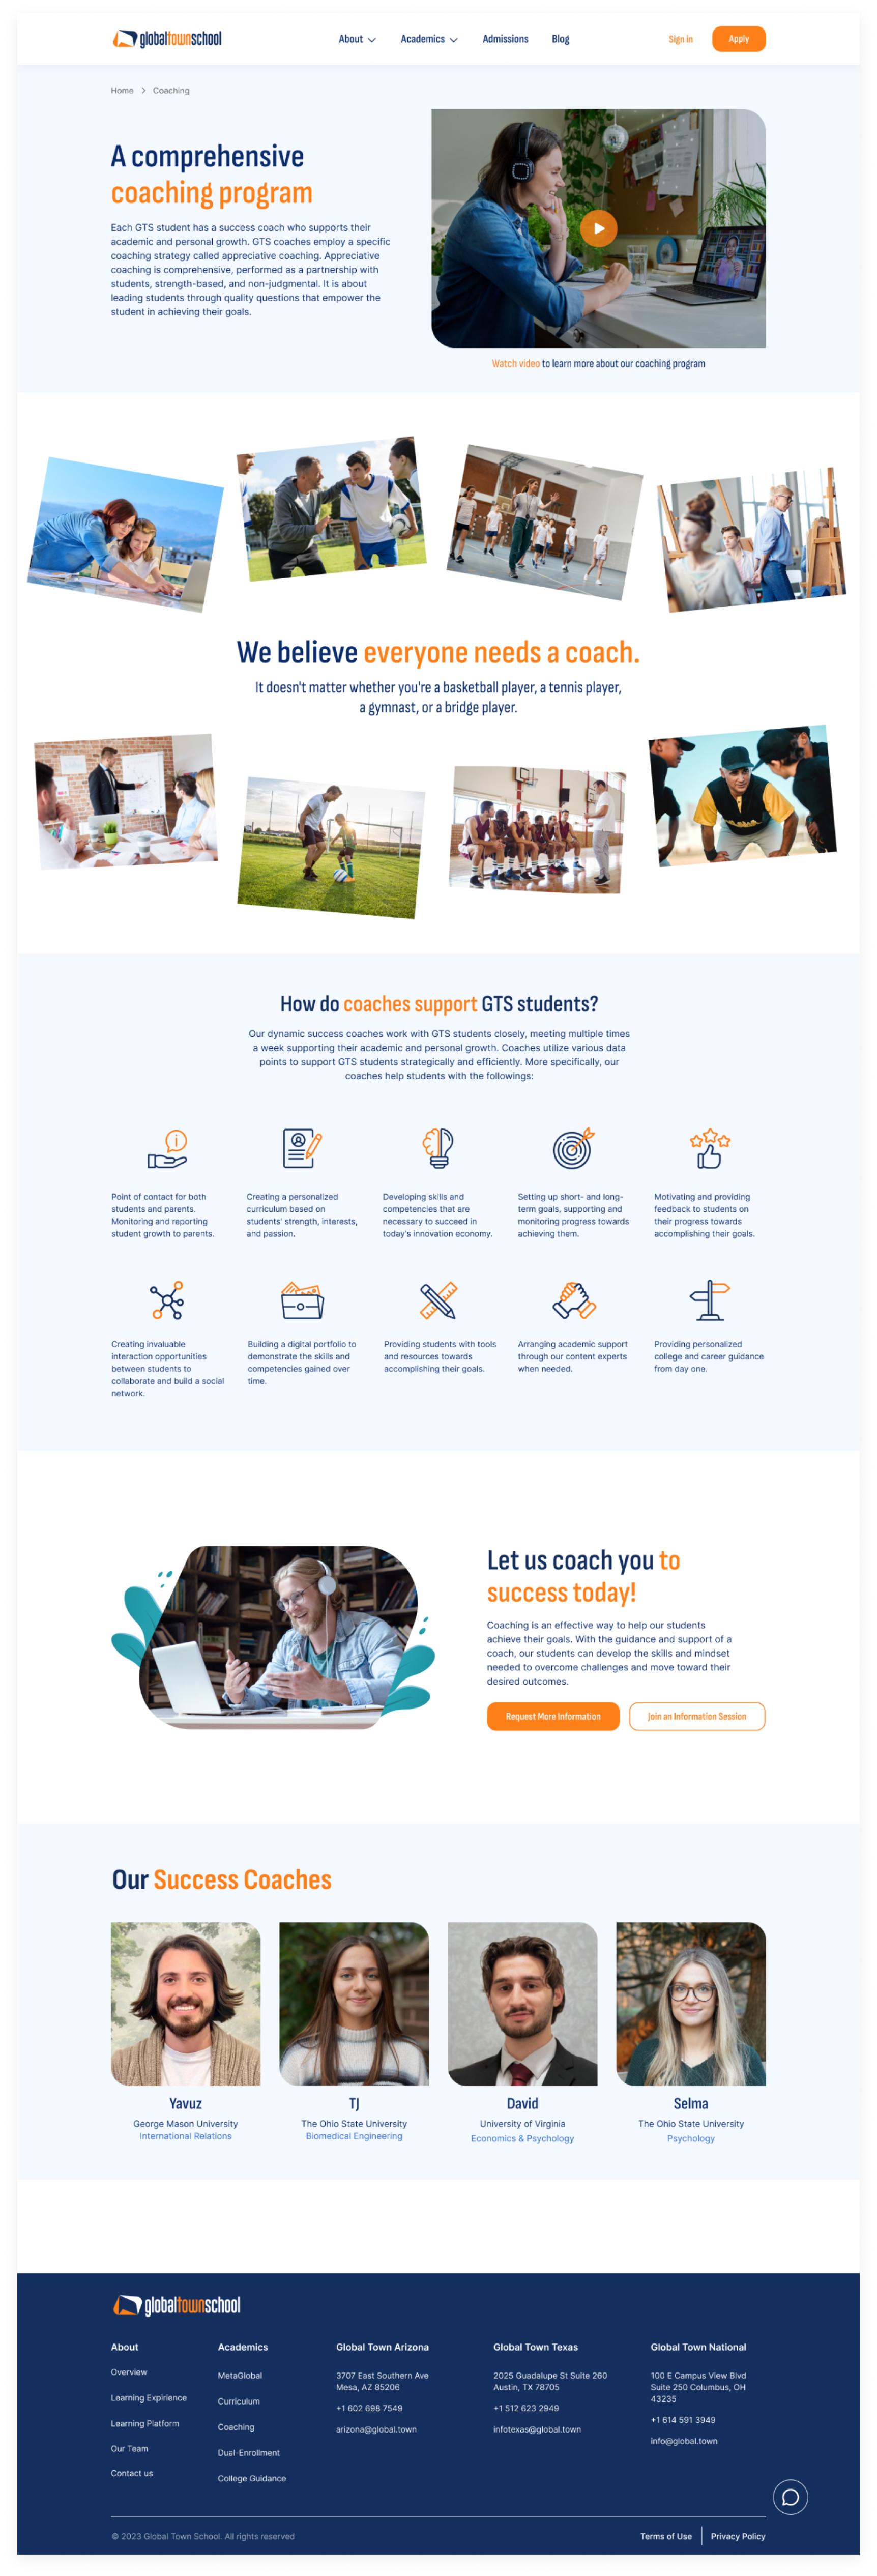 globaltownschool
About
Academics
Admissions
Blog
Sign in
Apply
Home > Coaching
A comprehensive
coaching program
Each GTS student has a success coach who supports their
academic and personal growth. GTS coaches employ a specific
coaching strategy called appreciative coaching. Appreciative
coaching is comprehensive, performed as a partnership with
students, strength-based, and non-judgmental. It is about
leading students through quality questions that empower the
student in achieving their goals.
Watch video to learn more about our coaching program
We believe everyone needs a coach.
It doesn't matter whether you're a basketball player, a tennis player,
a gymnast, or a bridge player.
How do coaches support GTS students?
Our dynamic success coaches work with GTS students closely, meeting multiple times
a week supporting their academic and personal growth. Coaches utilize various data
points to support GTS students strategically and efficiently. More specifically, our
coaches help students with the followings:
Point of contact for both
students and parents.
Monitoring and reporting
student growth to parents.
Creating a personalized
curriculum based on
students' strength, interests,
and passion.
Developing skills and
competencies that are
necessary to succeed in
today's innovation economy.
Setting up short- and long-
term goals, supporting and
monitoring progress towards
achieving them.
Motivating and providing
feedback to students on
their progress towards
accomplishing their goals.
Creating invaluable
interaction opportunities
between students to
collaborate and build a social
network.
Building a digital portfolio to
demonstrate the skills and
competencies gained over
time.
Providing students with tools
and resources towards
accomplishing their goals.
Arranging academic support
through our content experts
when needed.
Providing personalized
college and career guidance
from day one.
Let us coach you to
success today!
Coaching is an effective way to help our students
achieve their goals. With the guidance and support of a
coach, our students can develop the skills and mindset
needed to overcome challenges and move toward their
desired outcomes.
Request More Information
Join an Information Session
Our Success Coaches
Yavuz
George Mason University
International Relations
TJ
The Ohio State University
Biomedical Engineering
David
University of Virginia
Economics & Psychology
Selma
The Ohio State University
Psychology
globaltownschool
About
Overview
Learning Expirience
Learning Platform
Our Team
Contact us
Academics
MetaGlobal
Curriculum
Coaching
Dual-Enrollment
College Guidance
Global Town Arizona
3707 East Southern Ave
Mesa, AZ 85206
+1 602 698 7549
arizona@global.town
Global Town Texas
2025 Guadalupe St Suite 260
Austin, TX 78705
+1 512 623 2949
infotexas@global.town
Global Town National
100 E Campus View Blvd
Suite 250 Columbus, OH
43235
+1 614 591 3949
info@global.town
© 2023 Global Town School. All rights reserved
Terms of Use
Privacy Policy